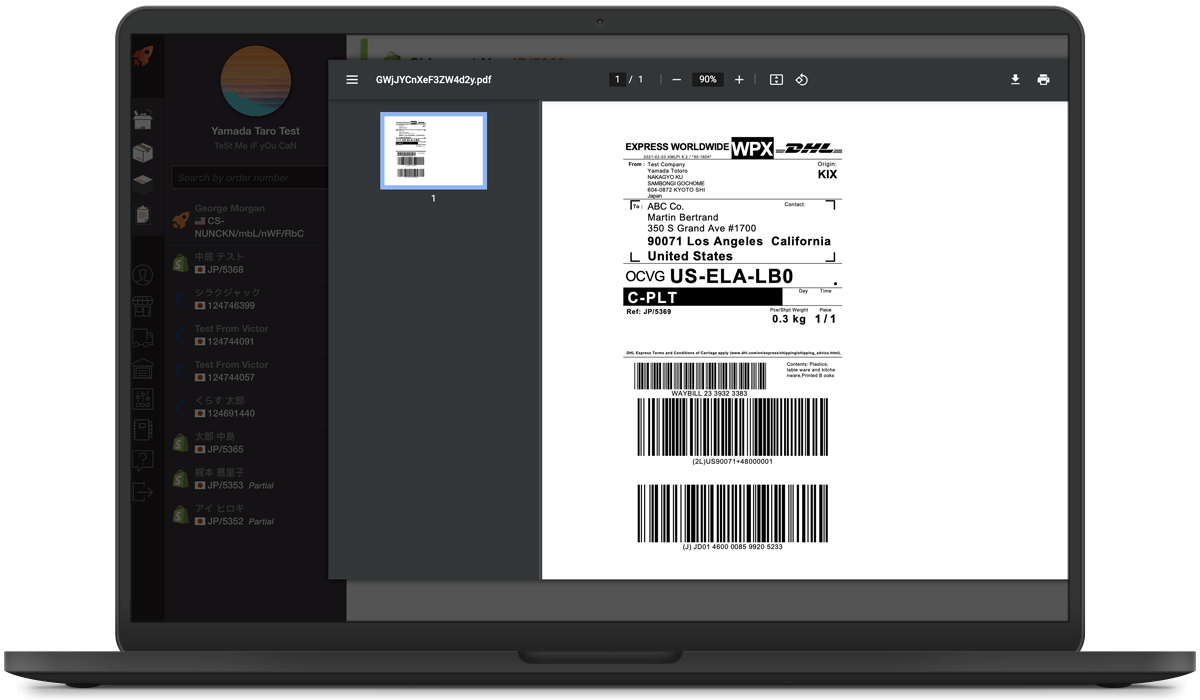 GWjJYCnXeF3ZW4d2y.pdf
1 / 1
90%
Yamada Taro Test
TeSt Me iF yOu CaN
Search by order number
George Morgan
CS-
NUNCKN/mbL/nWF/RbC
中居 テスト
JP/5368
シラクジャック
124746399
Test From Victor
124744091
Test From Victor
124744057
くらす 太郎
124691440
太郎 中島
JP/5365
梶本 恵里子
JP/5353 Partial
アイ ヒロキ
JP/5352 Partial
1
EXPRESS WORLDWIDE WPX DHL
2021-02-03 XMLPI 6.2 / *90-1604*
From : Test Company
Yamada Totoro
NAKAGYO KU
SAMBONGI GOCHOME
604-0872 KYOTO SHI
Japan
Origin:
KIX
To : ABC Co.
Contact:
Martin Bertrand
350 S Grand Ave #1700
90071 Los Angeles California
United States
OCVG US-ELA-LB0
C-PLT
Day Time
Ref: JP/5369
Pce/Shpt Weight Piece
0.3 kg 1 / 1
DHL Express Terms and Conditions of Carriage apply (www.dhl.com/en/express/shipping/shipping_advice.html).
Contents: Plastics;
table ware and kitche
nware,Printed B ooks
WAYBILL 23 3932 3383
(2L)US90071+48000001
(J) JD01 4600 0085 9920 5233